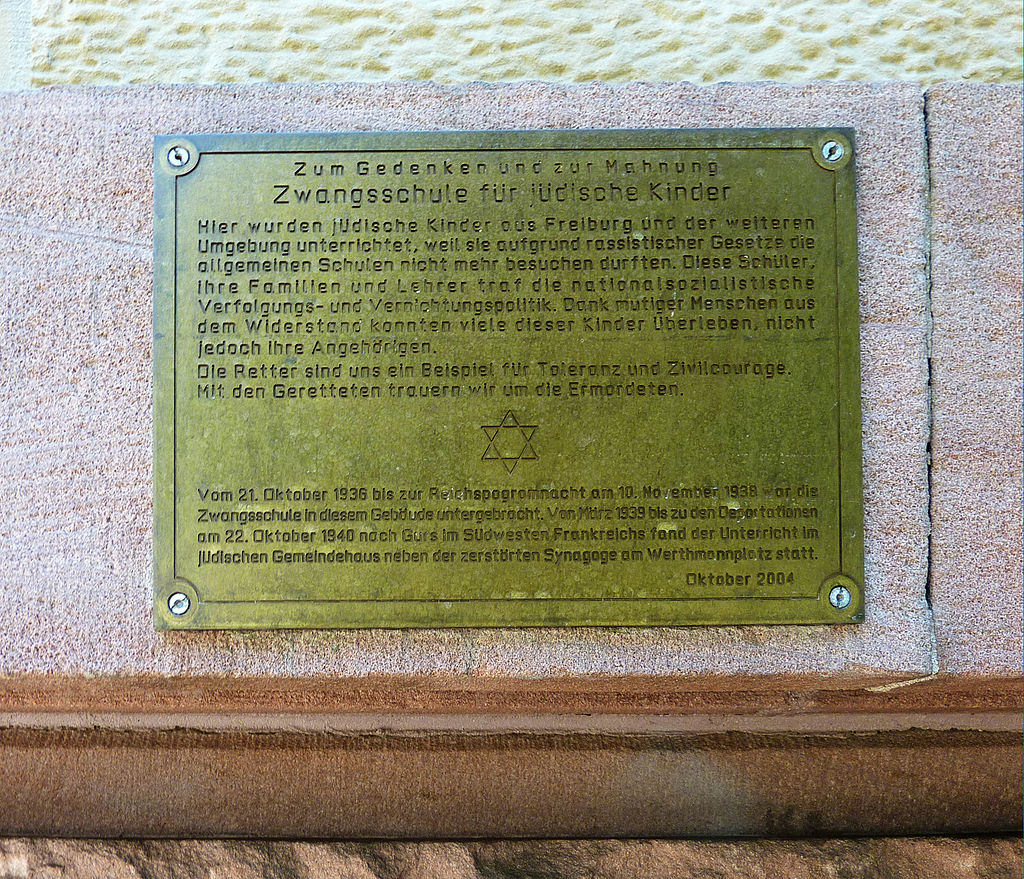 Zum Gedenken und zur Mahnung
Zwangsschule für jüdische Kinder
Hier wurden jüdische Kinder aus Freiburg und der weiteren
Umgebung unterrichtet, weil sie aufgrund rassistischer Gesetze die
allgemeinen Schulen nicht mehr besuchen durften. Diese Schüler,
ihre Familien und Lehrer traf die nationalsozialistische
Verfolgungs- und Vernichtungspolitik. Dank mutiger Menschen aus
dem Widerstand konnten viele dieser Kinder überleben, nicht
jedoch ihre Angehörigen.
Die Retter sind uns ein Beispiel für Toleranz und Zivilcourage.
Mit den Geretteten trauern wir um die Ermordeten.
Vom 21. Oktober 1936 bis zur Reichspogromnacht am 10. November 1938 war die
Zwangsschule in diesem Gebäude untergebracht. Von März 1939 bis zu den Deportationen
am 22. Oktober 1940 nach Gurs im Südwesten Frankreichs fand der Unterricht im
jüdischen Gemeindehaus neben der zerstörten Synagoge am Werthmannplatz statt.
Oktober 2004